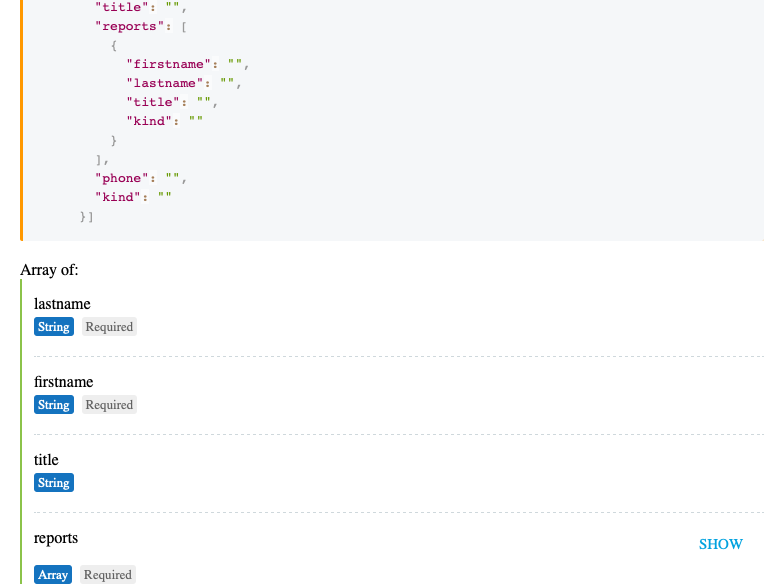 "title": "",
"reports": [
{
"firstname": "",
"lastname": "",
"title": "",
"kind": ""
}
],
"phone": "",
"kind": ""
}]
Array of:
lastname
String Required
firstname
String Required
title
String
reports
SHOW
Array Required